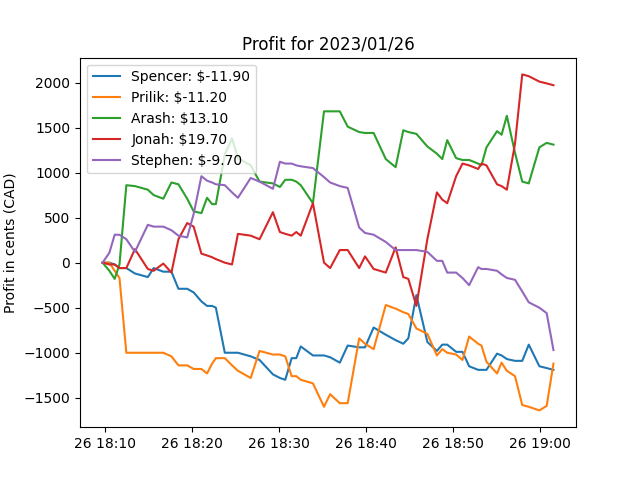 Profit for 2023/01/26
Spencer: $-11.90
Prilik: $-11.20
Arash: $13.10
Jonah: $19.70
Stephen: $-9.70
Profit in cents (CAD)
2000
1500
1000
500
0
−500
−1000
−1500
26 18:10 26 18:20 26 18:30 26 18:40 26 18:50 26 19:00